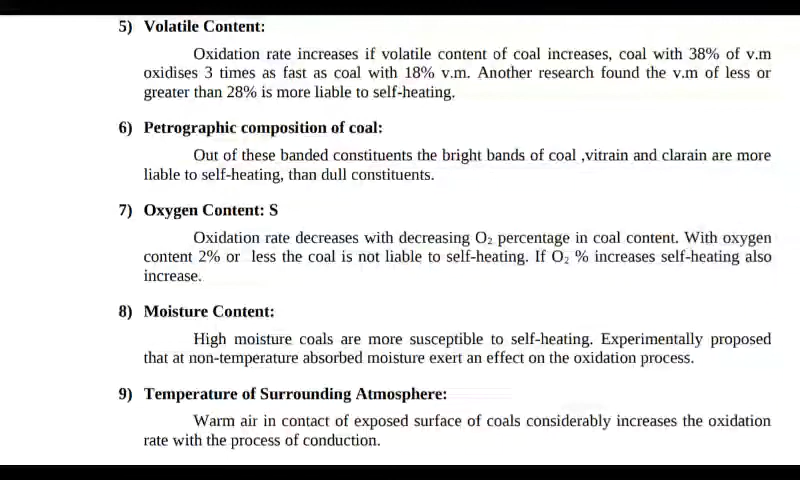 5) Volatile Content:
Oxidation rate increases if volatile content of coal increases, coal with 38% of v.m
oxidises 3 times as fast as coal with 18% v.m. Another research found the v.m of less or
greater than 28% is more liable to self-heating.
6) Petrographic composition of coal:
Out of these banded constituents the bright bands of coal ,vitrain and clarain are more
liable to self-heating, than dull constituents.
7) Oxygen Content: S
Oxidation rate decreases with decreasing O₂ percentage in coal content. With oxygen
content 2% or less the coal is not liable to self-heating. If O₂ % increases self-heating also
increase.
8) Moisture Content:
High moisture coals are more susceptible to self-heating. Experimentally proposed
that at non-temperature absorbed moisture exert an effect on the oxidation process.
9) Temperature of Surrounding Atmosphere:
Warm air in contact of exposed surface of coals considerably increases the oxidation
rate with the process of conduction.